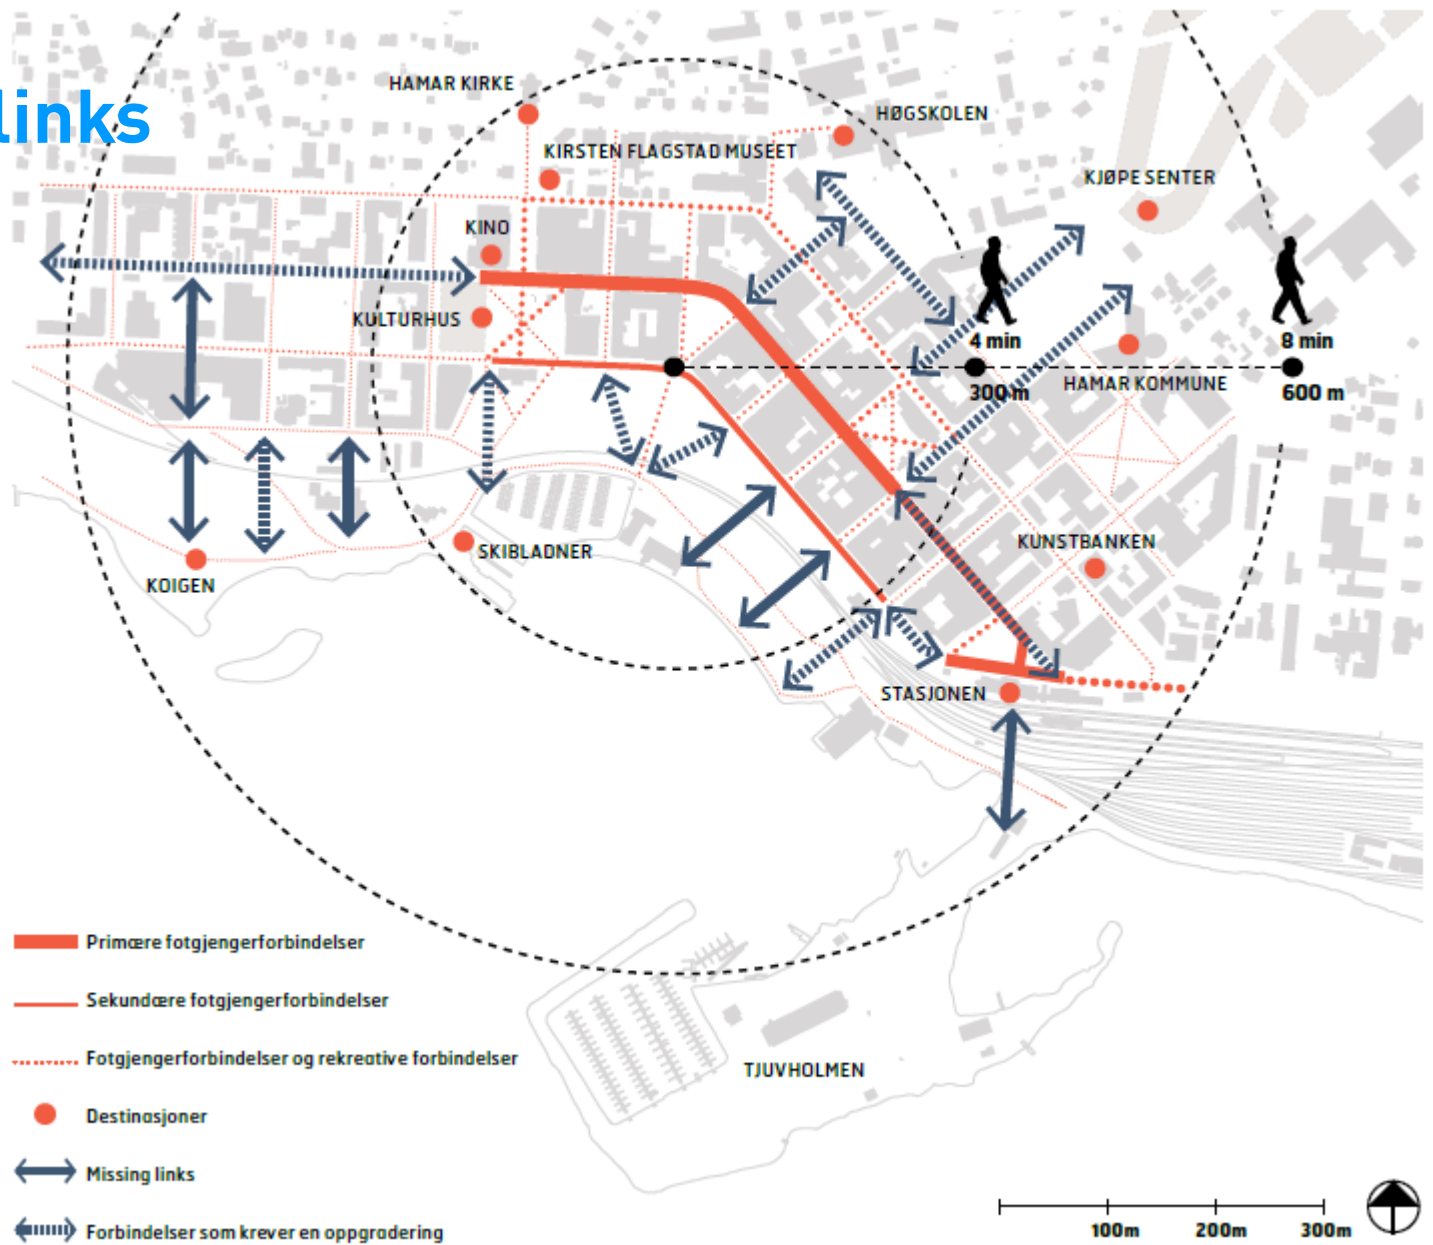 links
HAMAR KIRKE
HØGSKOLEN
KIRSTEN FLAGSTAD MUSEET
KJØPE SENTER
KINO
KULTURHUS
4 min
8 min
300 m
600 m
HAMAR KOMMUNE
KUNSTBANKEN
SKIBLADNER
KOIGEN
STASJONEN
TJUVHOLMEN
Primære fotgjengerforbindelser
Sekundære fotgjengerforbindelser
Fotgjengerforbindelser og rekreative forbindelser
Destinasjoner
Missing links
Forbindelser som krever en oppgradering
100m 200m 300m